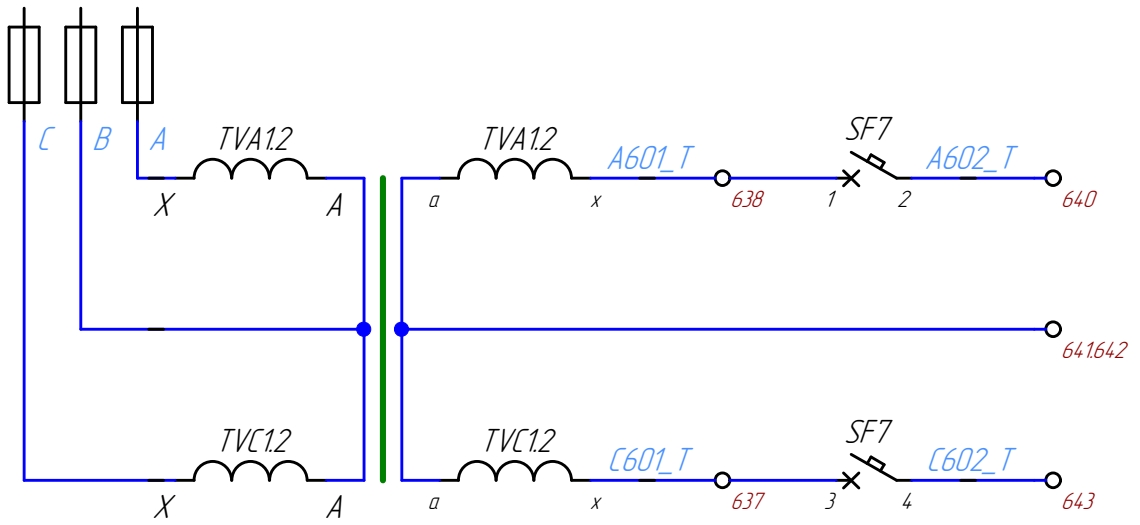 SF7
C B A TVA1.2 TVA1.2 A601_T A602_T
X A a x 638 1 2 640
641.642
SF7
TVC1.2 TVC1.2 C601_T C602_T
X A a x 637 3 4 643